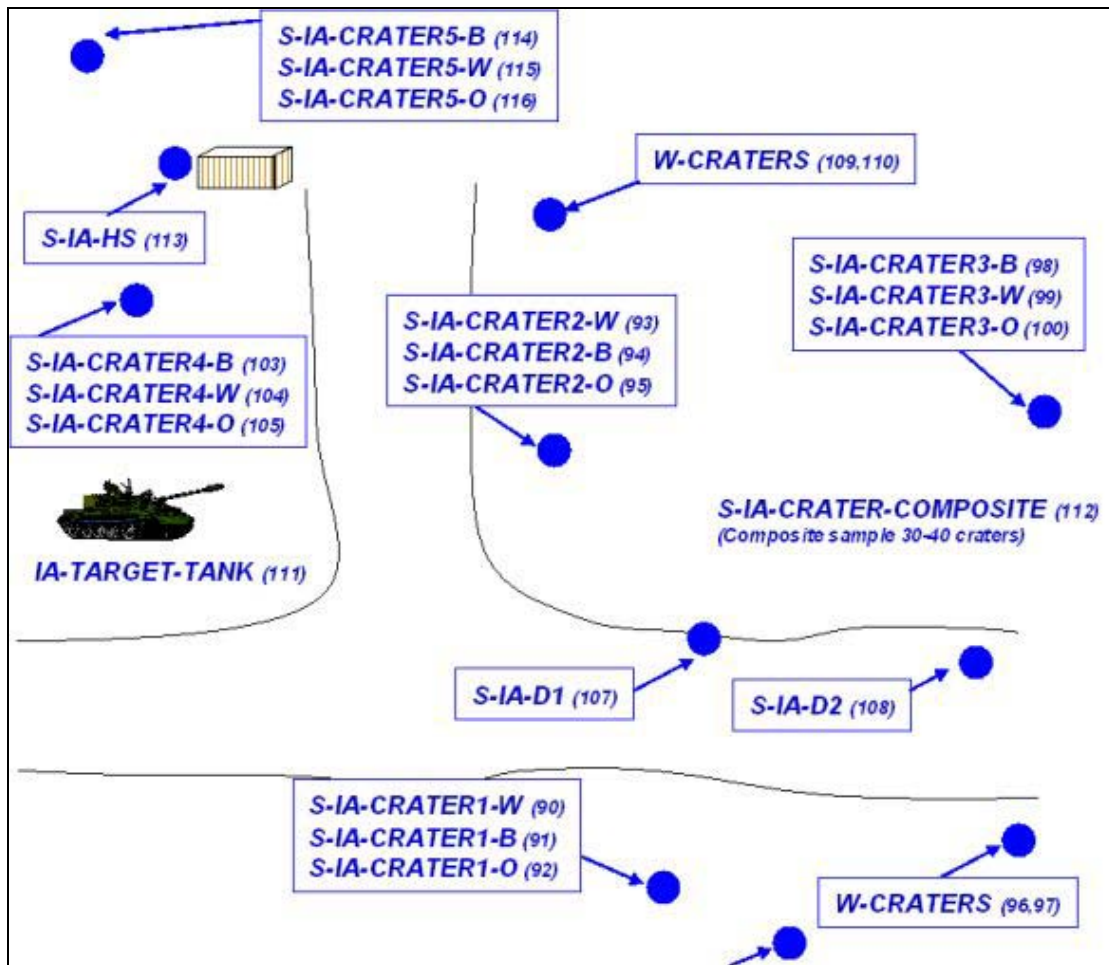 S-IA-CRATER5-B (114)
S-IA-CRATER5-W (115)
S-IA-CRATER5-O (116)
W-CRATERS (109,110)
S-IA-HS (113)
S-IA-CRATER3-B (98)
S-IA-CRATER3-W (99)
S-IA-CRATER3-O (100)
S-IA-CRATER2-W (93)
S-IA-CRATER2-B (94)
S-IA-CRATER2-O (95)
S-IA-CRATER4-B (103)
S-IA-CRATER4-W (104)
S-IA-CRATER4-O (105)
S-IA-CRATER-COMPOSITE (112)
(Composite sample 30-40 craters)
IA-TARGET-TANK (111)
S-IA-D1 (107)
S-IA-D2 (108)
S-IA-CRATER1-W (90)
S-IA-CRATER1-B (91)
S-IA-CRATER1-O (92)
W-CRATERS (96,97)